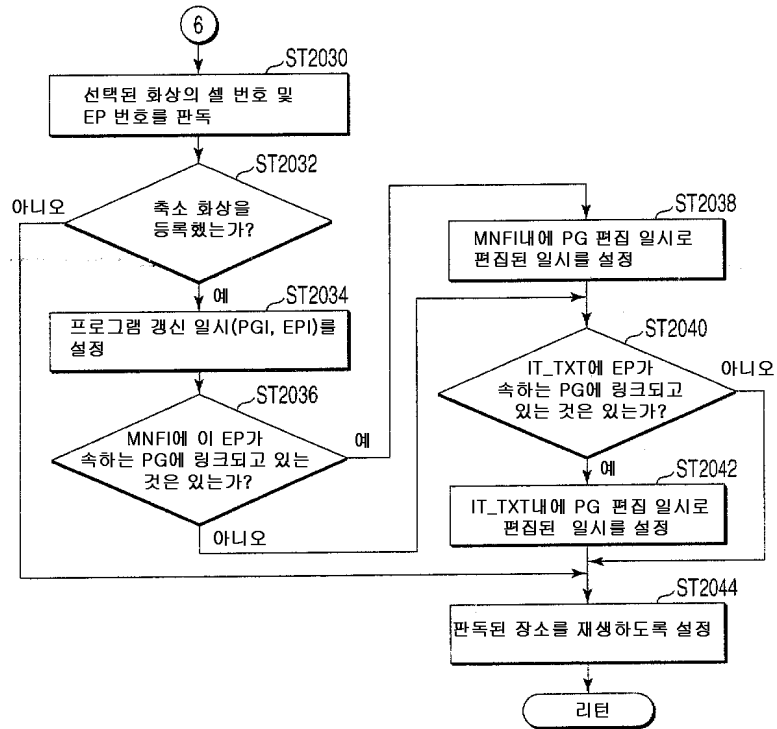 6
ST2030
선택된 화상의 셀 번호 및
EP 번호를 판독
ST2032
아니오
축소 화상을
등록했는가?
예
ST2034
프로그램 갱신 일시(PGI, EPI)를
설정
ST2036
MNFI에 이 EP가
속하는 PG에 링크되고 있는
것은 있는가?
예
아니오
ST2038
MNFI내에 PG 편집 일시로
편집된 일시를 설정
ST2040
IT_TXT에 EP가
속하는 PG에 링크되고
있는 것은 있는가?
아니오
예
ST2042
IT_TXT내에 PG 편집 일시로
편집된 일시를 설정
ST2044
판독된 장소를 재생하도록 설정
리턴